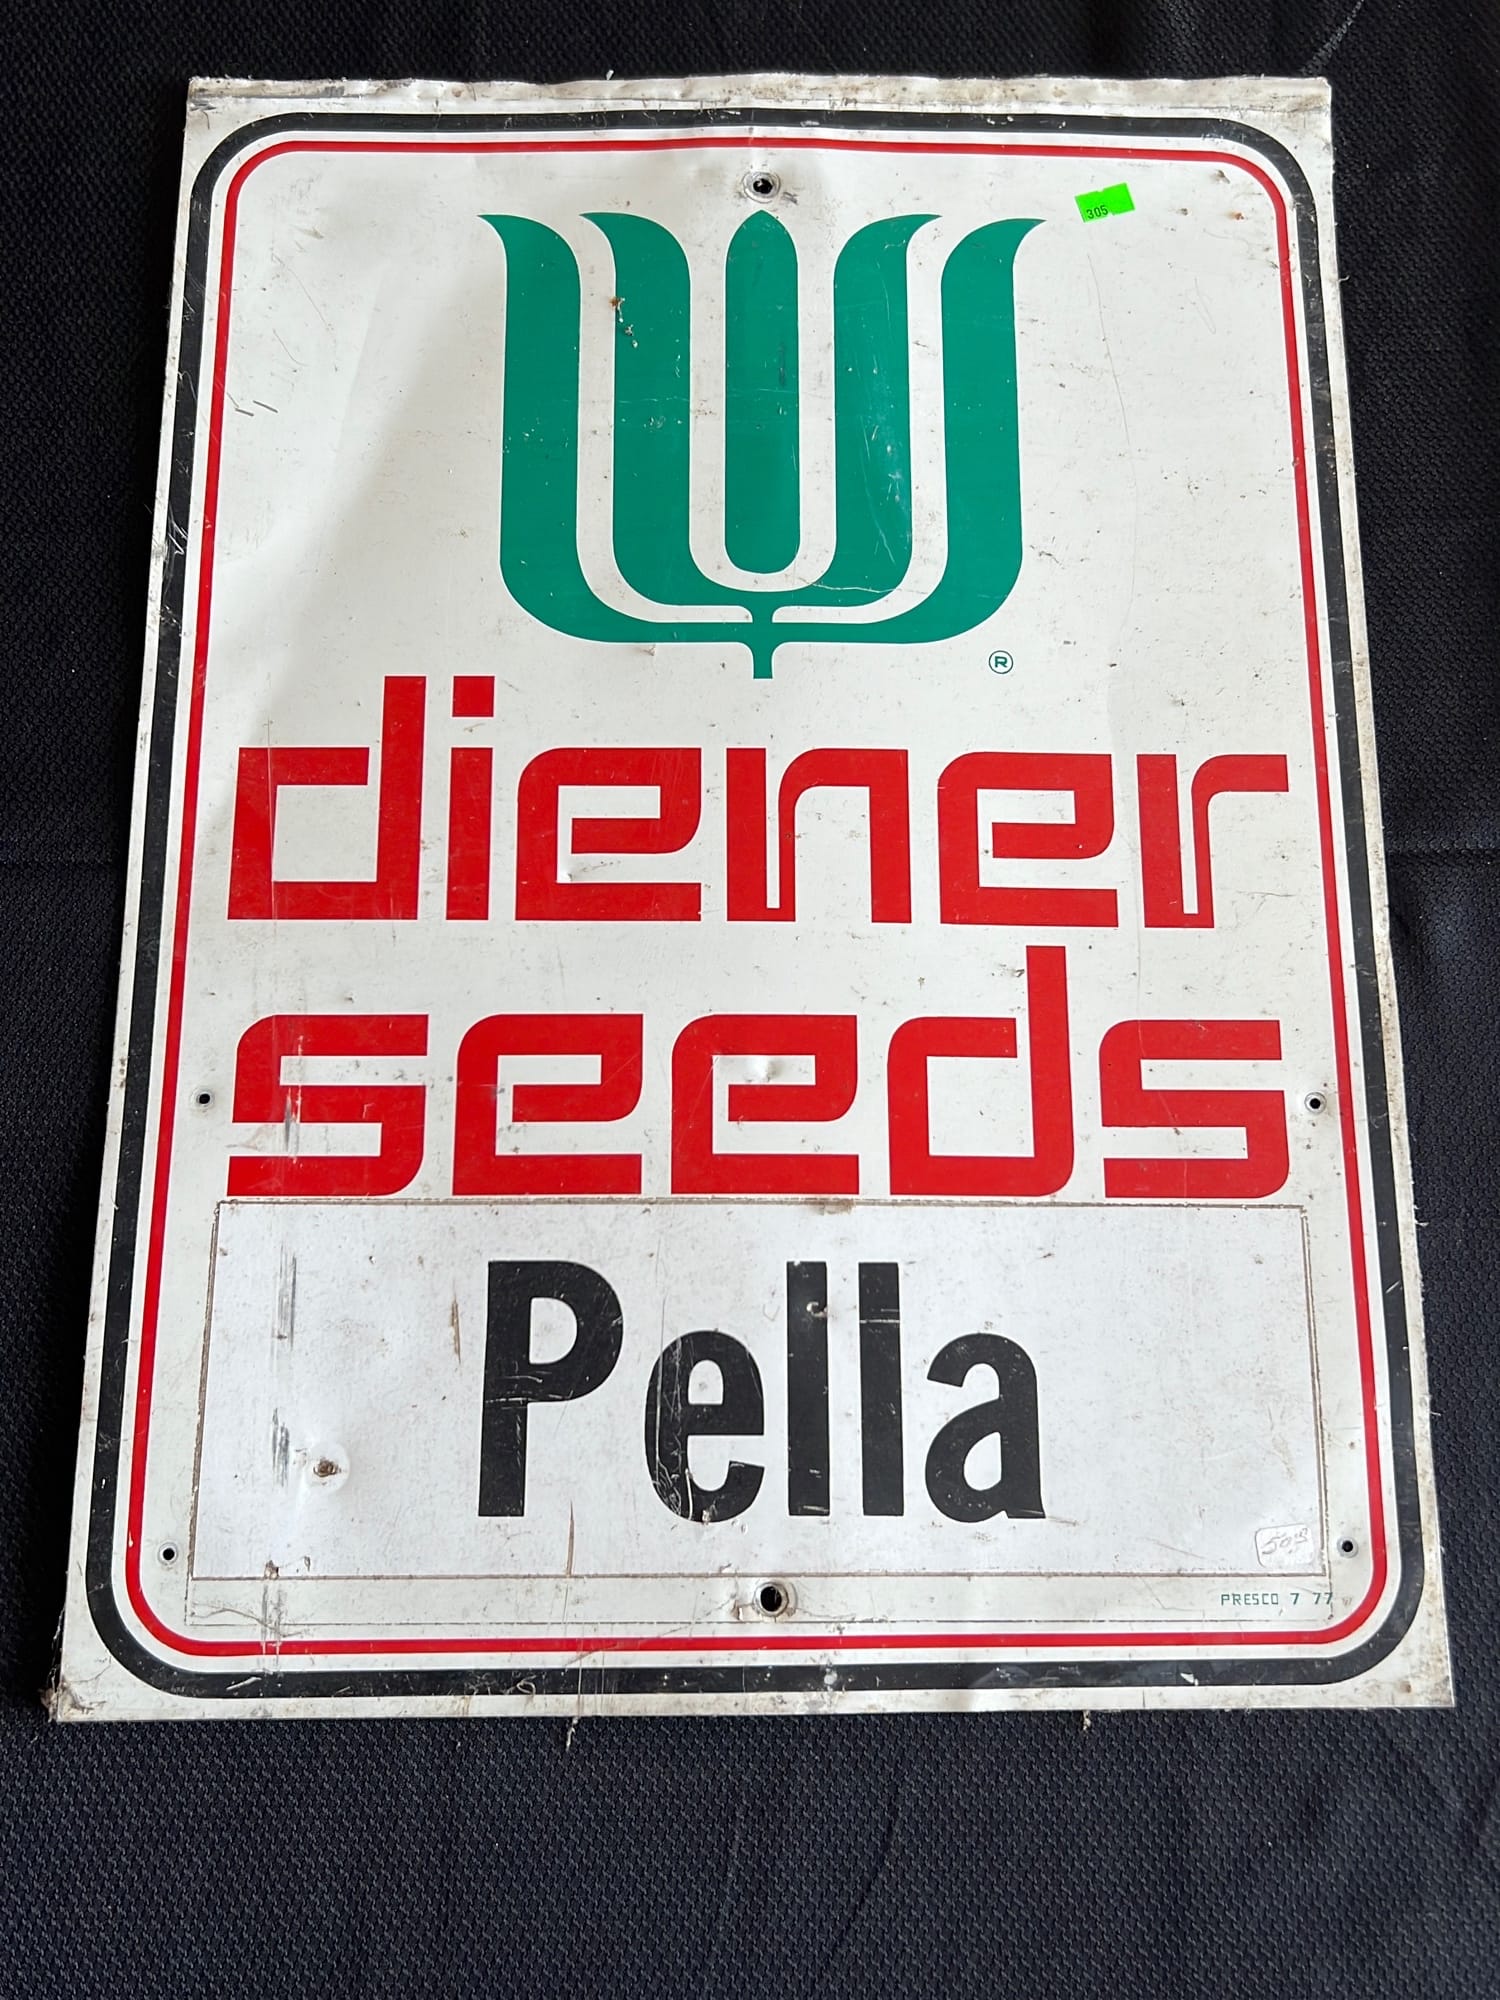 305
®
diener
seeds
Pella
PRESCO 7 77